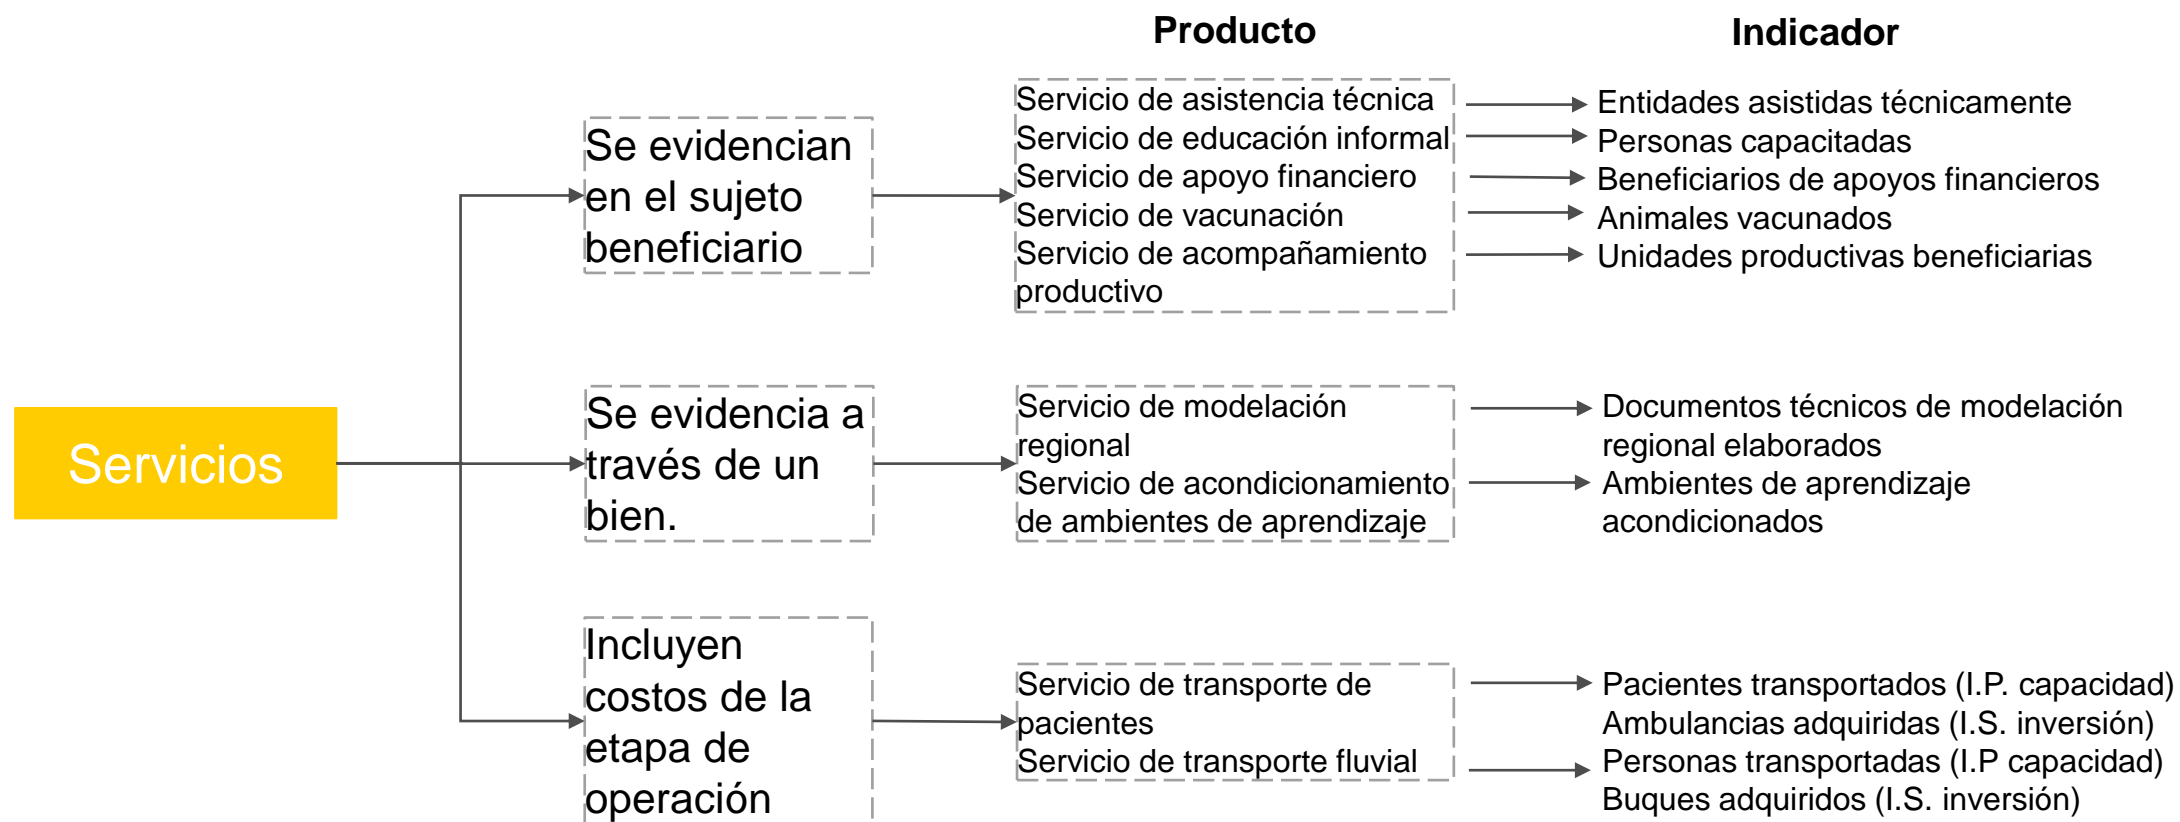 Producto
Indicador
Servicios
Se evidencian
en el sujeto
beneficiario
Servicio de asistencia técnica
Servicio de educación informal
Servicio de apoyo financiero
Servicio de vacunación
Servicio de acompañamiento
productivo
Entidades asistidas técnicamente
Personas capacitadas
Beneficiarios de apoyos financieros
Animales vacunados
Unidades productivas beneficiarias
Se evidencia a
través de un
bien.
Servicio de modelación
regional
Servicio de acondicionamiento
de ambientes de aprendizaje
Documentos técnicos de modelación
regional elaborados
Ambientes de aprendizaje
acondicionados
Incluyen
costos de la
etapa de
operación
Servicio de transporte de
pacientes
Servicio de transporte fluvial
Pacientes transportados (I.P. capacidad)
Ambulancias adquiridas (I.S. inversión)
Personas transportadas (I.P capacidad)
Buques adquiridos (I.S. inversión)